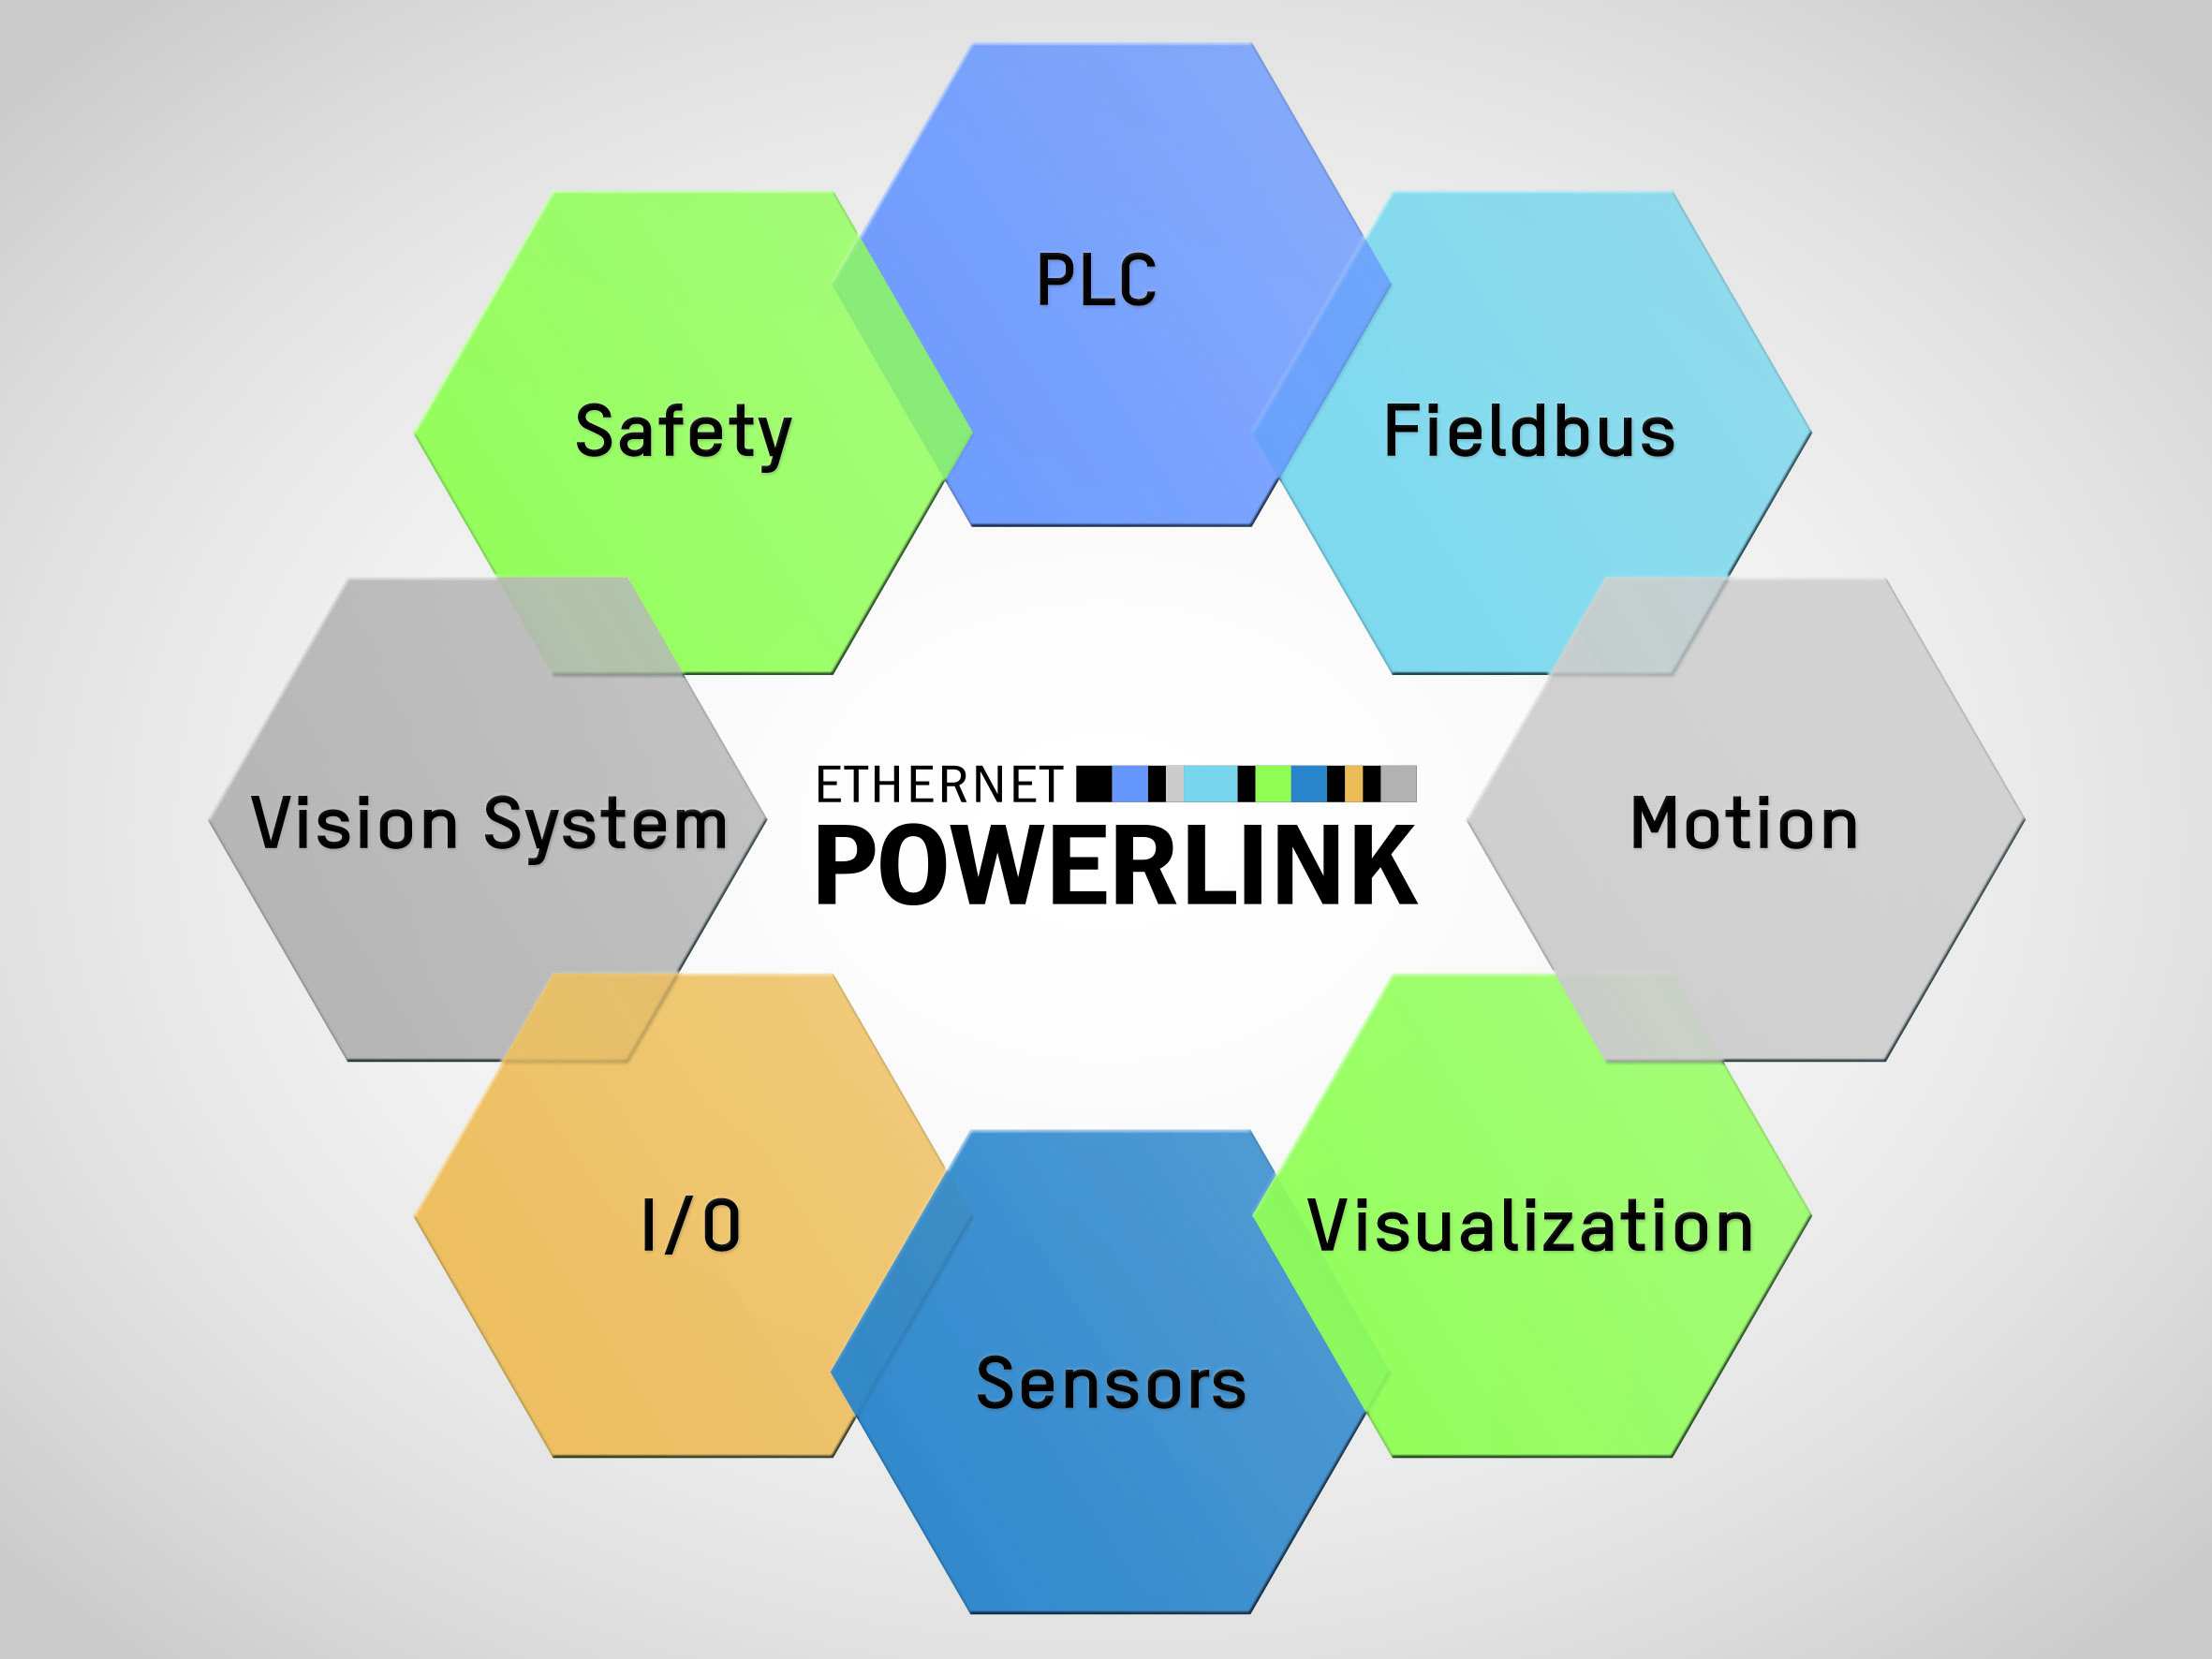 PLC
Safety
Fieldbus
Vision System
ETHERNET
POWERLINK
Motion
I/O
Visualization
Sensors